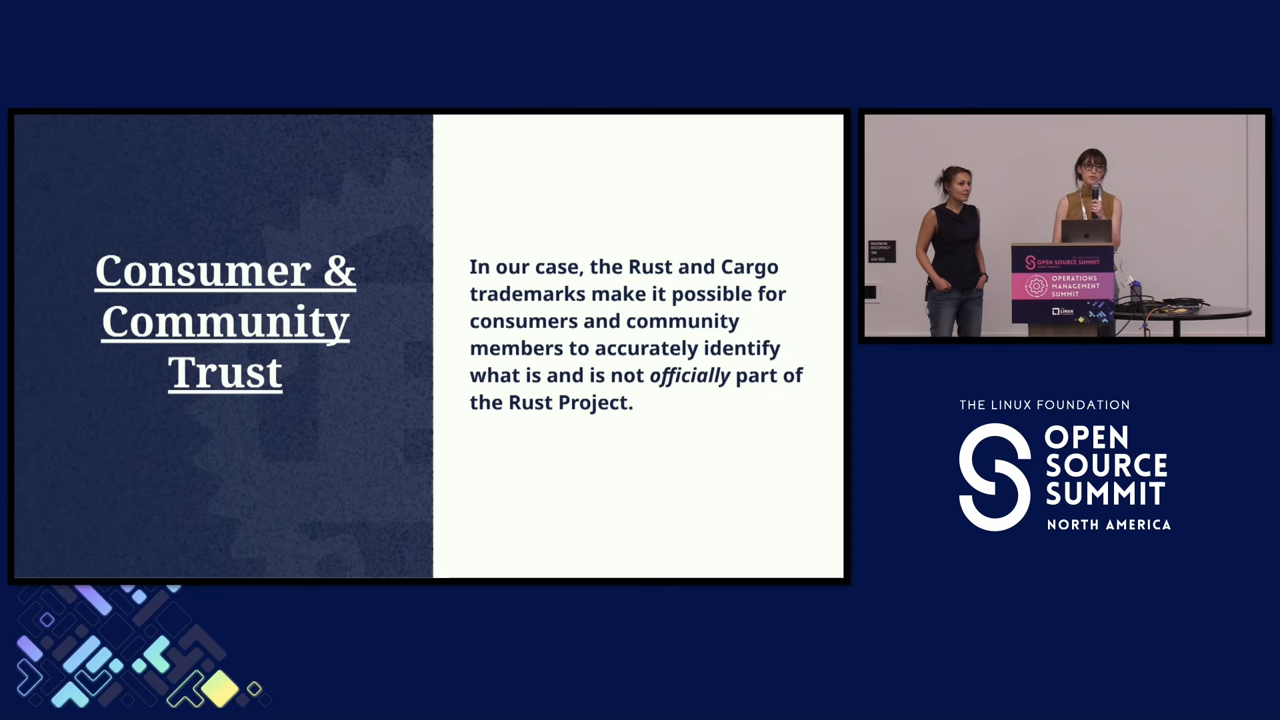 Consumer &
Community
Trust
In our case, the Rust and Cargo
trademarks make it possible for
consumers and community
members to accurately identify
what is and is not officially part of
the Rust Project.
OPEN SOURCE SUMMIT
OPERATIONS
MANAGEMENT
SUMMIT
LINUX
THE LINUX FOUNDATION
OPEN
SOURCE
SUMMIT
NORTH AMERICA